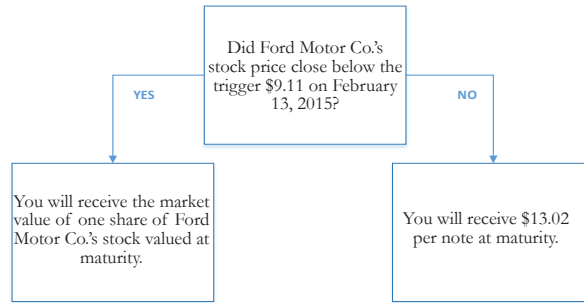 Did Ford Motor Co.'s
stock price close below the
trigger $9.11 on February
13, 2015?
YES
NO
You will receive the market
value of one share of Ford
Motor Co.'s stock valued at
maturity.
You will receive $13.02
per note at maturity.